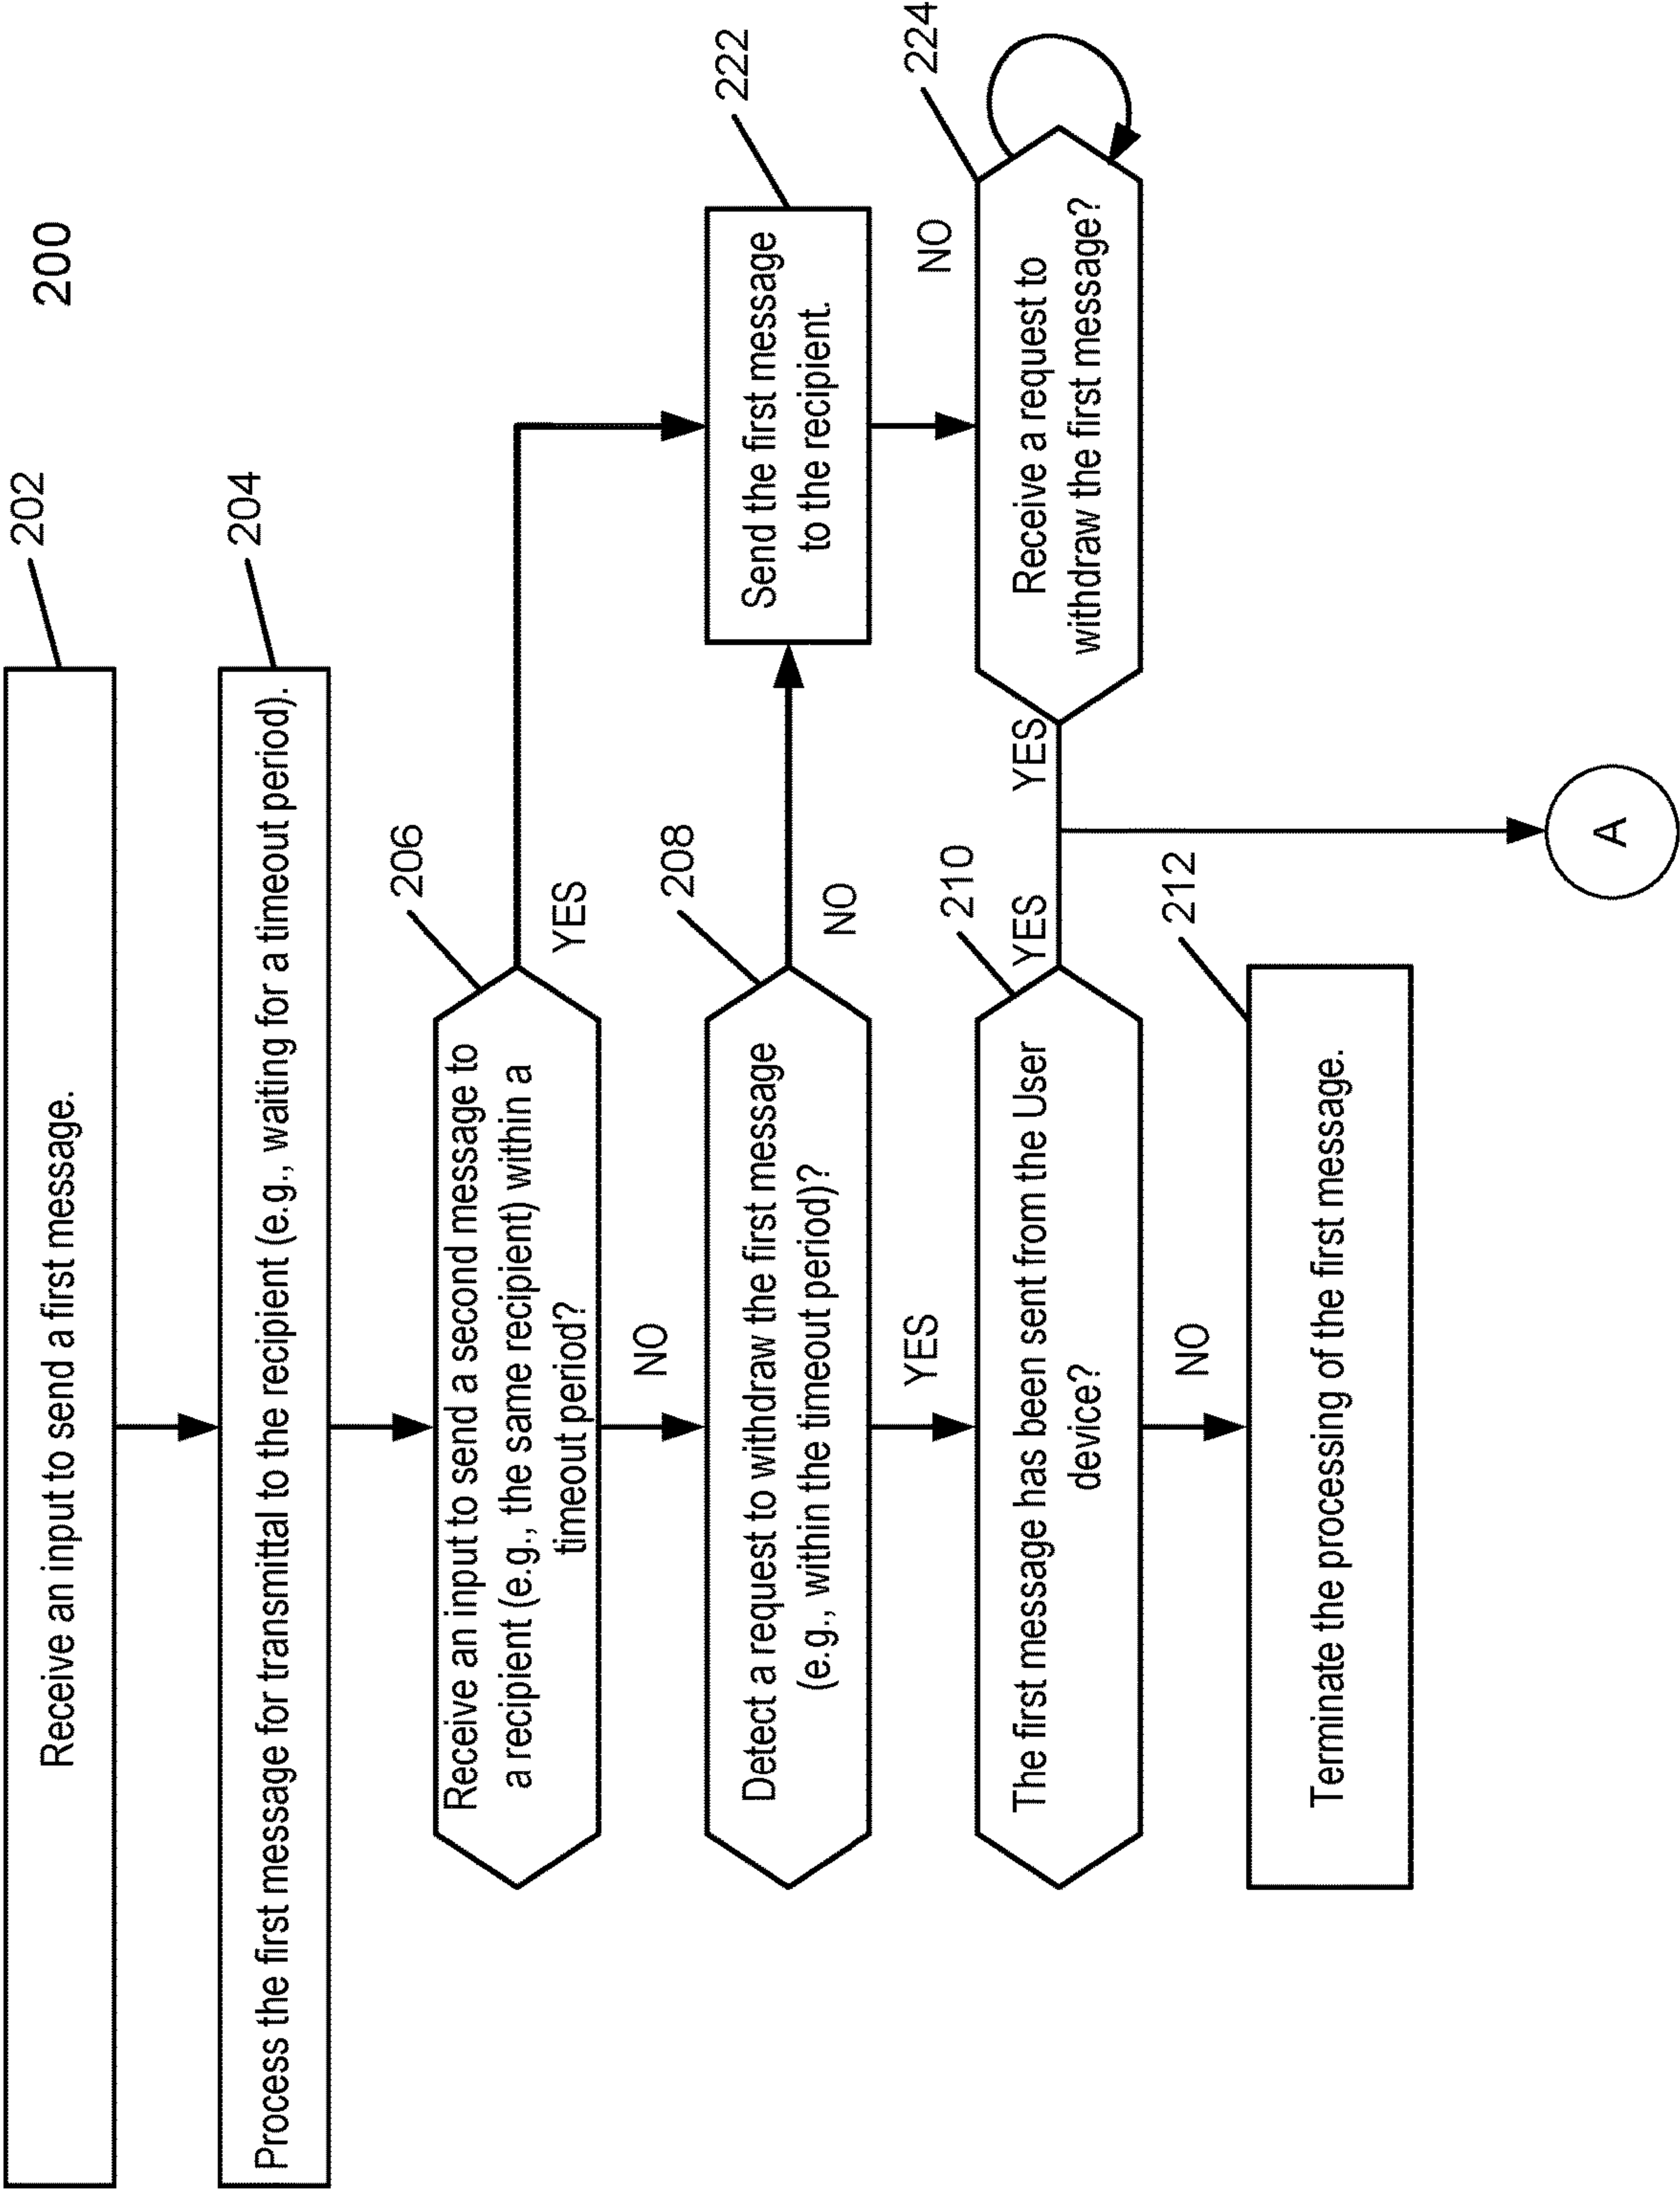 200
202
Receive an input to send a first message.
204
Process the first message for transmittal to the recipient (e.g., waiting for a timeout period).
206
Receive an input to send a second message to
a recipient (e.g., the same recipient) within a
timeout period?
YES
NO
208
Detect a request to withdraw the first message
(e.g., within the timeout period)?
NO
YES
222
Send the first message
to the recipient.
210
The first message has been sent from the User
device?
YES
NO
224
Receive a request to
withdraw the first message?
NO
YES
212
Terminate the processing of the first message.
A